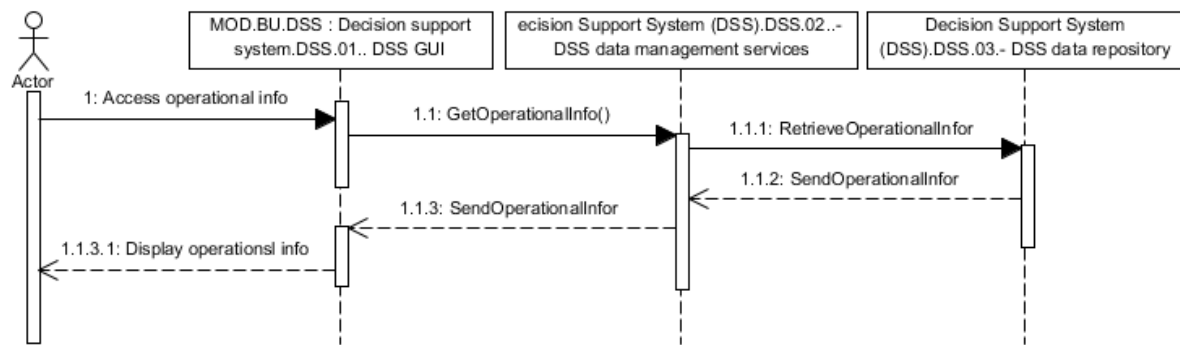 MOD.BU.DSS : Decision support
system.DSS.01.. DSS GUI
ecision Support System (DSS).DSS.02..-
DSS data management services
Decision Support System
(DSS).DSS.03.- DSS data repository
Actor
1: Access operational info
1.1: GetOperationalInfo()
1.1.1: RetrieveOperationalInfor
1.1.2: SendOperationalInfor
1.1.3: SendOperationalInfor
1.1.3.1: Display operationsl info